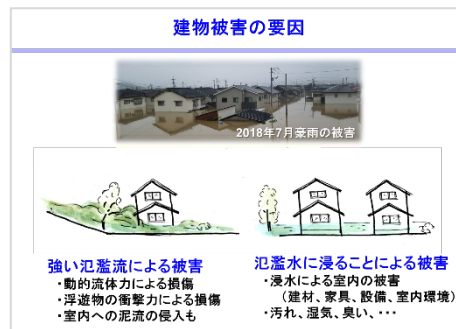 建物被害の要因
2018年7月豪雨の被害
強い氾濫流による被害
・動的流体力による損傷
・浮遊物の衝撃力による損傷
・室内への泥流の侵入も
氾濫水に浸ることによる被害
・浸水による室内の被害
（建材、家具、設備、室内環境）
・汚れ、湿気、臭い、・・・